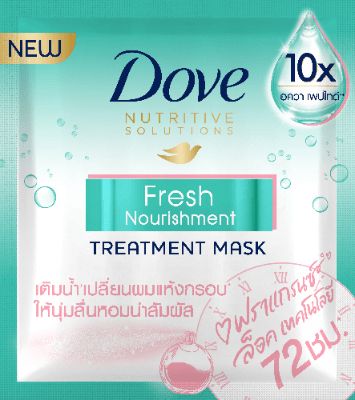 NEW
Dove
NUTRITIVE
SOLUTIONS
10x
อควา เพปไทด์**
Fresh
Nourishment
TREATMENT MASK
เติมน้ำ*เปลี่ยนผมแห้งกรอบ
ให้นุ่มลื่นหอมน่าสัมผัส
ฟราแกรนซ์
ล็อค เทคโนโลยี
72ชม.